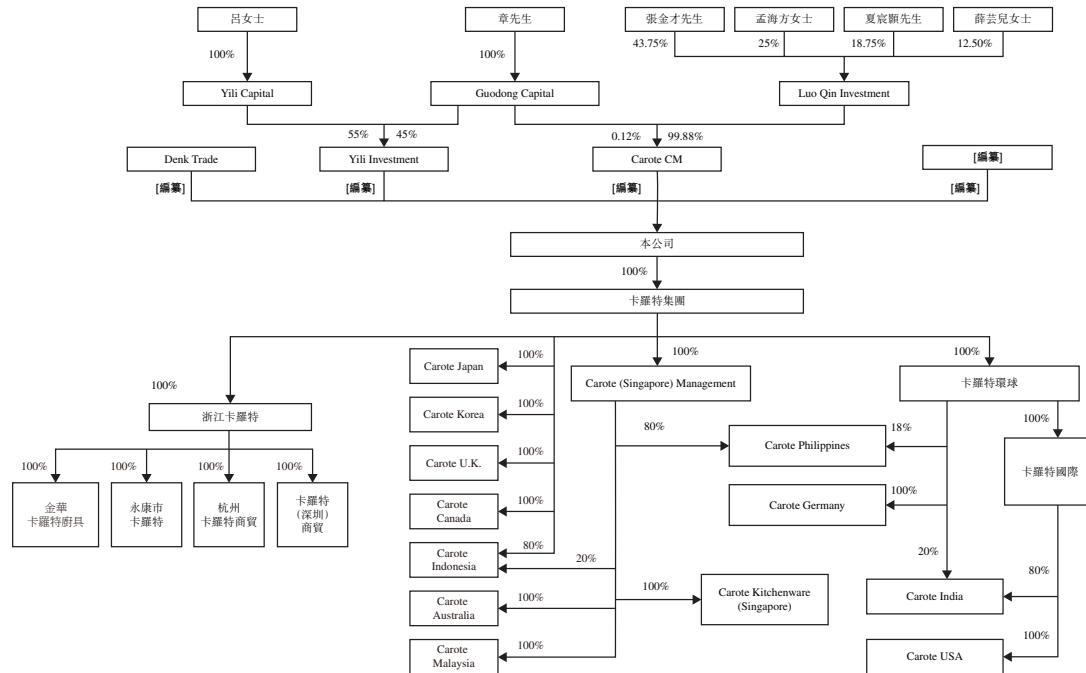 呂女士
章先生
張金才先生
孟海方女士
夏宸顥先生
薛芸兒女士
100%
100%
43.75%
25%
18.75%
12.50%
Yili Capital
Guodong Capital
Luo Qin Investment
55%
45%
0.12%
99.88%
Denk Trade
Yili Investment
Carote CM
[編纂]
[編纂]
[編纂]
[編纂]
[編纂]
本公司
100%
卡羅特集團
100%
100%
100%
100%
Carote Japan
Carote (Singapore) Management
卡羅特環球
浙江卡羅特
100%
Carote Korea
80%
Carote Philippines
18%
100%
100%
100%
100%
100%
100%
Carote U.K.
卡羅特國際
金華
卡羅特廚具
永康市
卡羅特
杭州
卡羅特商貿
卡羅特
(深圳)
商貿
100%
Carote
Canada
Carote Germany
100%
80%
Carote
Indonesia
20%
20%
80%
100%
Carote
Australia
100%
Carote Kitchenware
(Singapore)
Carote India
100%
Carote
Malaysia
100%
Carote USA